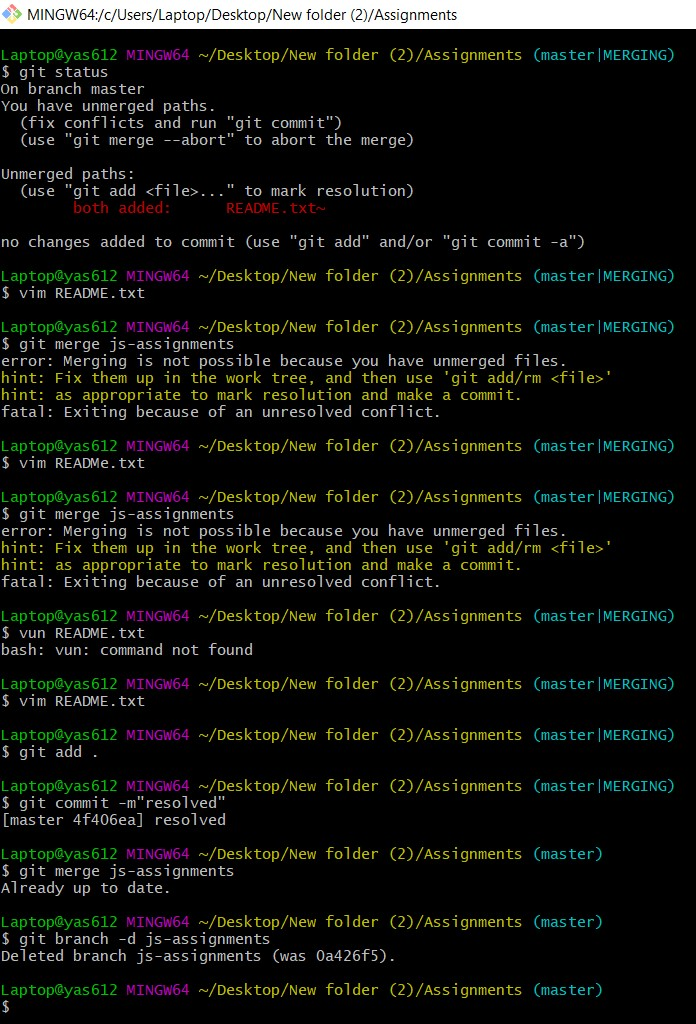 MINGW64:/c/Users/Laptop/Desktop/New folder (2)/Assignments
Laptop@yas612 MINGW64 ~/Desktop/New folder (2)/Assignments (master|MERGING)
$ git status
On branch master
You have unmerged paths.
  (fix conflicts and run "git commit")
  (use "git merge --abort" to abort the merge)

Unmerged paths:
  (use "git add <file>..." to mark resolution)
        both added:      README.txt~

no changes added to commit (use "git add" and/or "git commit -a")

Laptop@yas612 MINGW64 ~/Desktop/New folder (2)/Assignments (master|MERGING)
$ vim README.txt

Laptop@yas612 MINGW64 ~/Desktop/New folder (2)/Assignments (master|MERGING)
$ git merge js-assignments
error: Merging is not possible because you have unmerged files.
hint: Fix them up in the work tree, and then use 'git add/rm <file>'
hint: as appropriate to mark resolution and make a commit.
fatal: Exiting because of an unresolved conflict.

Laptop@yas612 MINGW64 ~/Desktop/New folder (2)/Assignments (master|MERGING)
$ vim READMe.txt

Laptop@yas612 MINGW64 ~/Desktop/New folder (2)/Assignments (master|MERGING)
$ git merge js-assignments
error: Merging is not possible because you have unmerged files.
hint: Fix them up in the work tree, and then use 'git add/rm <file>'
hint: as appropriate to mark resolution and make a commit.
fatal: Exiting because of an unresolved conflict.

Laptop@yas612 MINGW64 ~/Desktop/New folder (2)/Assignments (master|MERGING)
$ vun README.txt
bash: vun: command not found

Laptop@yas612 MINGW64 ~/Desktop/New folder (2)/Assignments (master|MERGING)
$ vim README.txt

Laptop@yas612 MINGW64 ~/Desktop/New folder (2)/Assignments (master|MERGING)
$ git add .

Laptop@yas612 MINGW64 ~/Desktop/New folder (2)/Assignments (master|MERGING)
$ git commit -m"resolved"
[master 4f406ea] resolved

Laptop@yas612 MINGW64 ~/Desktop/New folder (2)/Assignments (master)
$ git merge js-assignments
Already up to date.

Laptop@yas612 MINGW64 ~/Desktop/New folder (2)/Assignments (master)
$ git branch -d js-assignments
Deleted branch js-assignments (was 0a426f5).

Laptop@yas612 MINGW64 ~/Desktop/New folder (2)/Assignments (master)
$